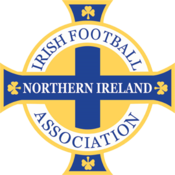 IRISH FOOTBALL
NORTHERN IRELAND
ASSOCIATION